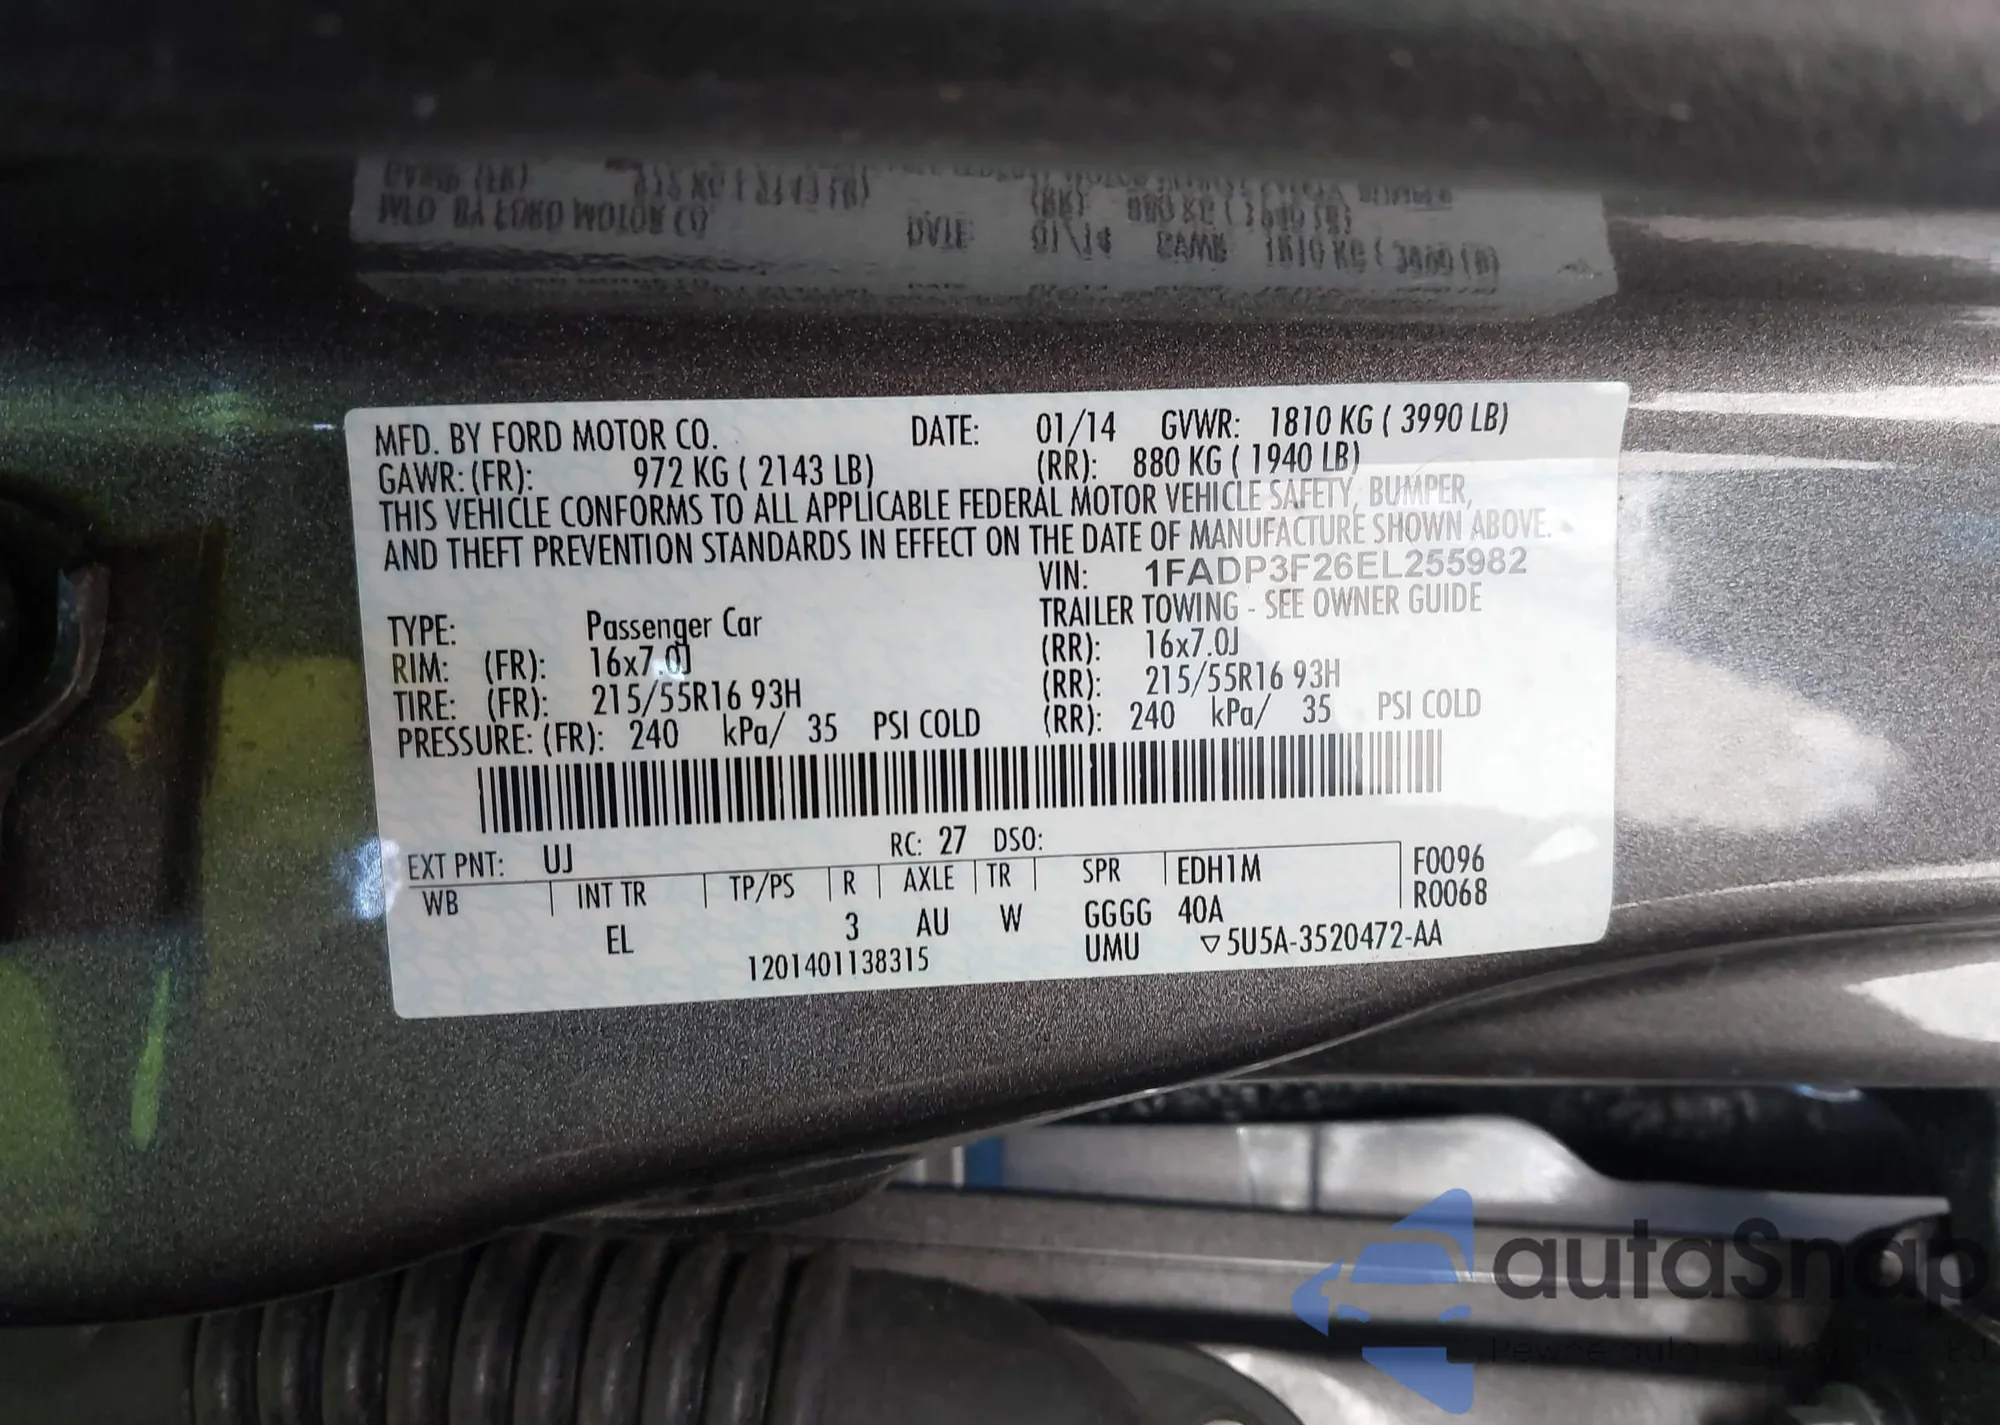 MFD. BY FORD MOTOR CO. DATE: 01/14 GVWR: 1810 KG ( 3990 LB)
GAWR: (FR): 972 KG ( 2143 LB) (RR): 880 KG ( 1940 LB)
THIS VEHICLE CONFORMS TO ALL APPLICABLE FEDERAL MOTOR VEHICLE SAFETY, BUMPER,
AND THEFT PREVENTION STANDARDS IN EFFECT ON THE DATE OF MANUFACTURE SHOWN ABOVE.
VIN: 1FADP3F26EL255982
TYPE: Passenger Car TRAILER TOWING - SEE OWNER GUIDE
RIM: (FR): 16x7.0J (RR): 16x7.0J
TIRE: (FR): 215/55R16 93H (RR): 215/55R16 93H
PRESSURE: (FR): 240 kPa/ 35 PSI COLD (RR): 240 kPa/ 35 PSI COLD
EXT PNT: UJ RC: 27 DSO:
WB INT TR TP/PS R AXLE TR SPR EDH1M F0096
EL 3 AU W GGGG 40A R0068
1201401138315 UMU ▽5U5A-3520472-AA
autaSnap